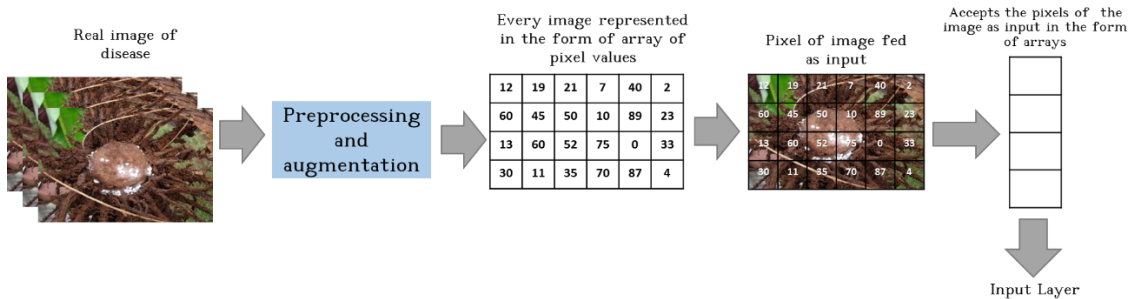 Real image of
disease
Preprocessing
and
augmentation
Every image represented
in the form of array of
pixel values
12 19 21 7 40 2
60 45 50 10 89 23
13 60 52 75 0 33
30 11 35 70 87 4
Pixel of image fed
as input
12 19 21 7 40 2
60 45 50 10 89 23
13 60 52 75 0 33
30 11 35 70 87 4
Accepts the pixels of the
image as input in the form
of arrays
Input Layer